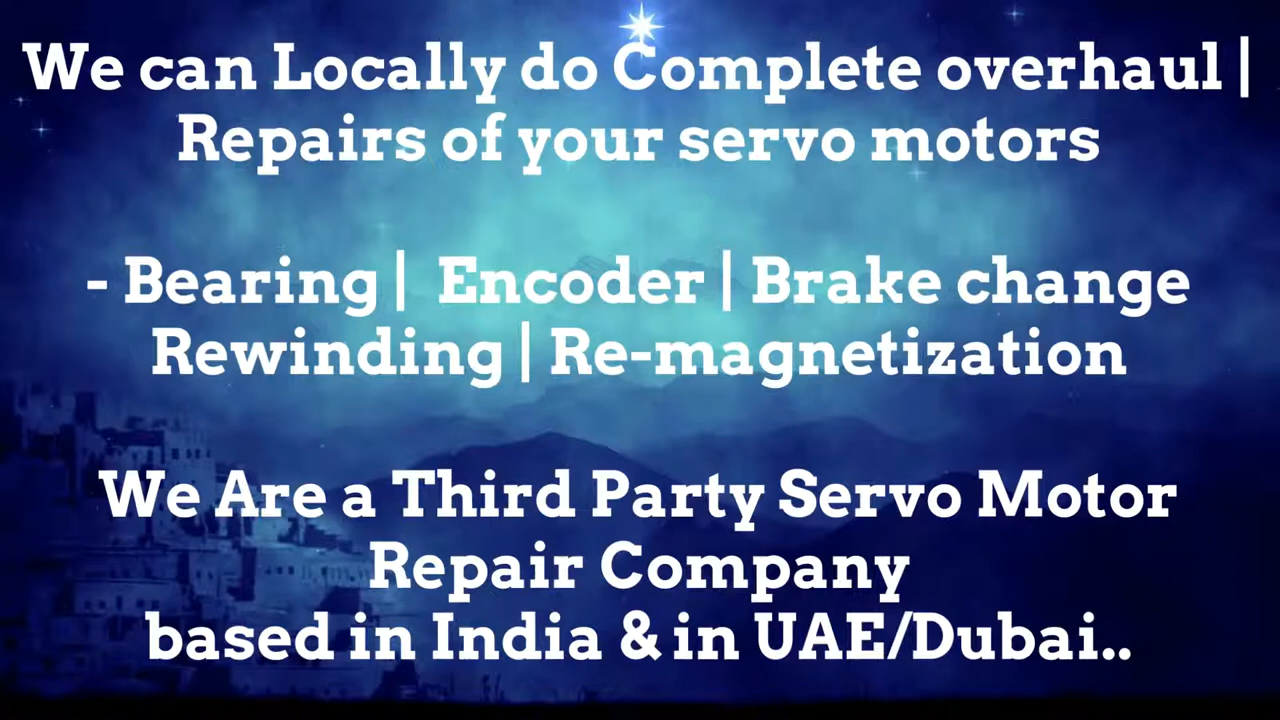 We can Locally do Complete overhaul |
Repairs of your servo motors
- Bearing | Encoder | Brake change
Rewinding | Re-magnetization
We Are a Third Party Servo Motor
Repair Company
based in India & in UAE/Dubai..